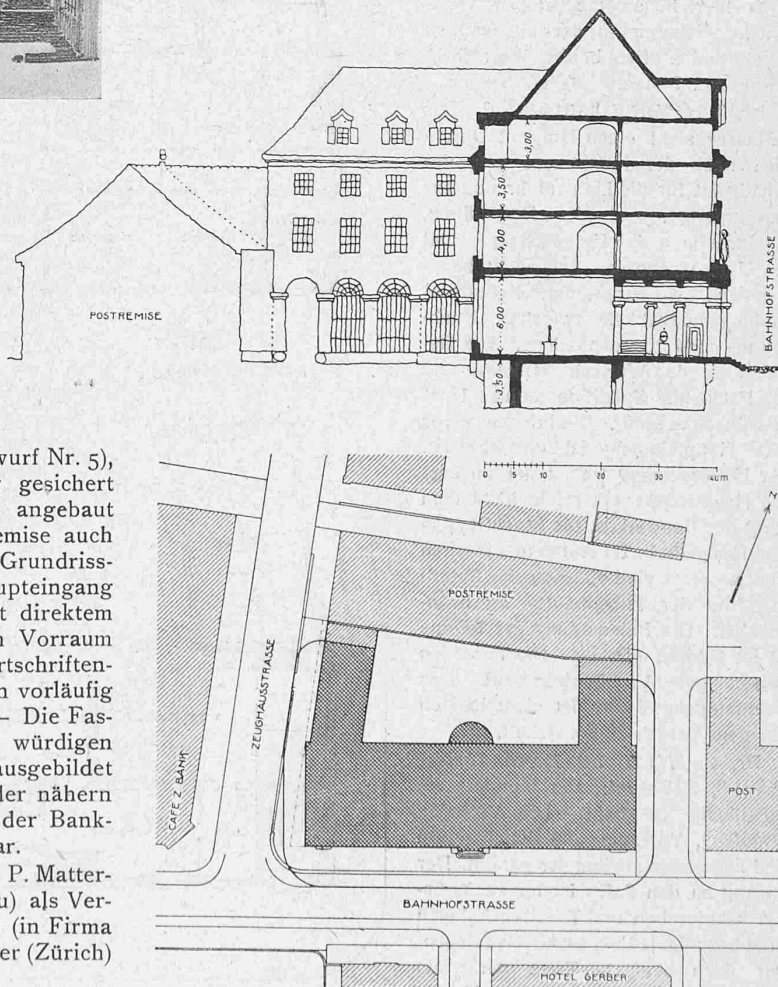 3,00
3,50
4,00
6,00
3,50
POSTREMISE
BAHNHOFSTRASSE
wurf Nr. 5),
gesichert
angebaut
emise auch
Grundriss-
upteingang
t direktem
n Vorraum
rtschriften-
n vorläufig
– Die Fas-
würdigen
ausgebildet
der nähern
der Bank-
ar.
P. Matter-
u) als Ver-
(in Firma
er (Zürich)
0 5 10 20 30 40 M
N
POSTREMISE
ZEUGHAUSSTRASSE
CAFE Z BANK
POST
BAHNHOFSTRASSE
HOTEL GERBER